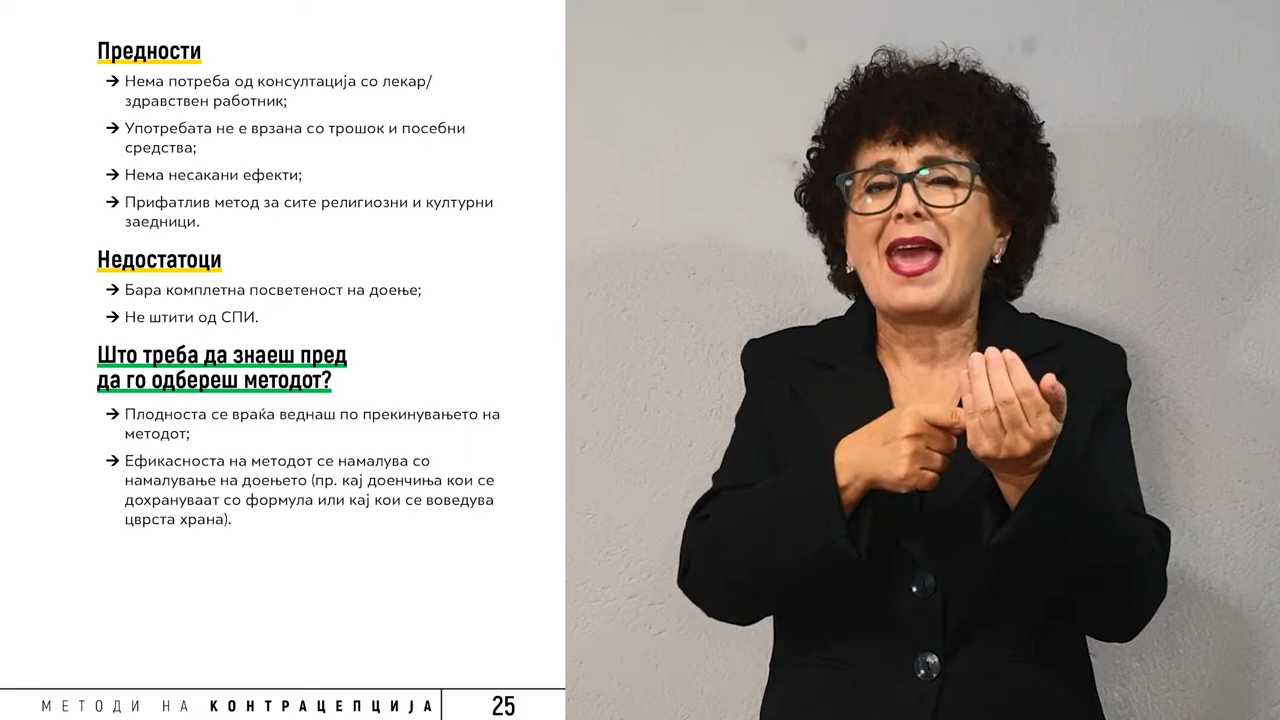 Предности
→ Нема потреба од консултација со лекар/
здравствен работник;
→ Употребата не е врзана со трошок и посебни
средства;
→ Нема несакани ефекти;
→ Прифатлив метод за сите религиозни и културни
заедници.
Недостатоци
→ Бара комплетна посветеност на доење;
→ Не штити од СПИ.
Што треба да знаеш пред
да го одбереш методот?
→ Плодноста се враќа веднаш по прекинувањето на
методот;
→ Ефикасноста на методот се намалува со
намалување на доењето (пр. кај доенчиња кои се
дохрануваат со формула или кај кои се воведува
цврста храна).
МЕТОДИ НА КОНТРАЦЕПЦИЈА 25